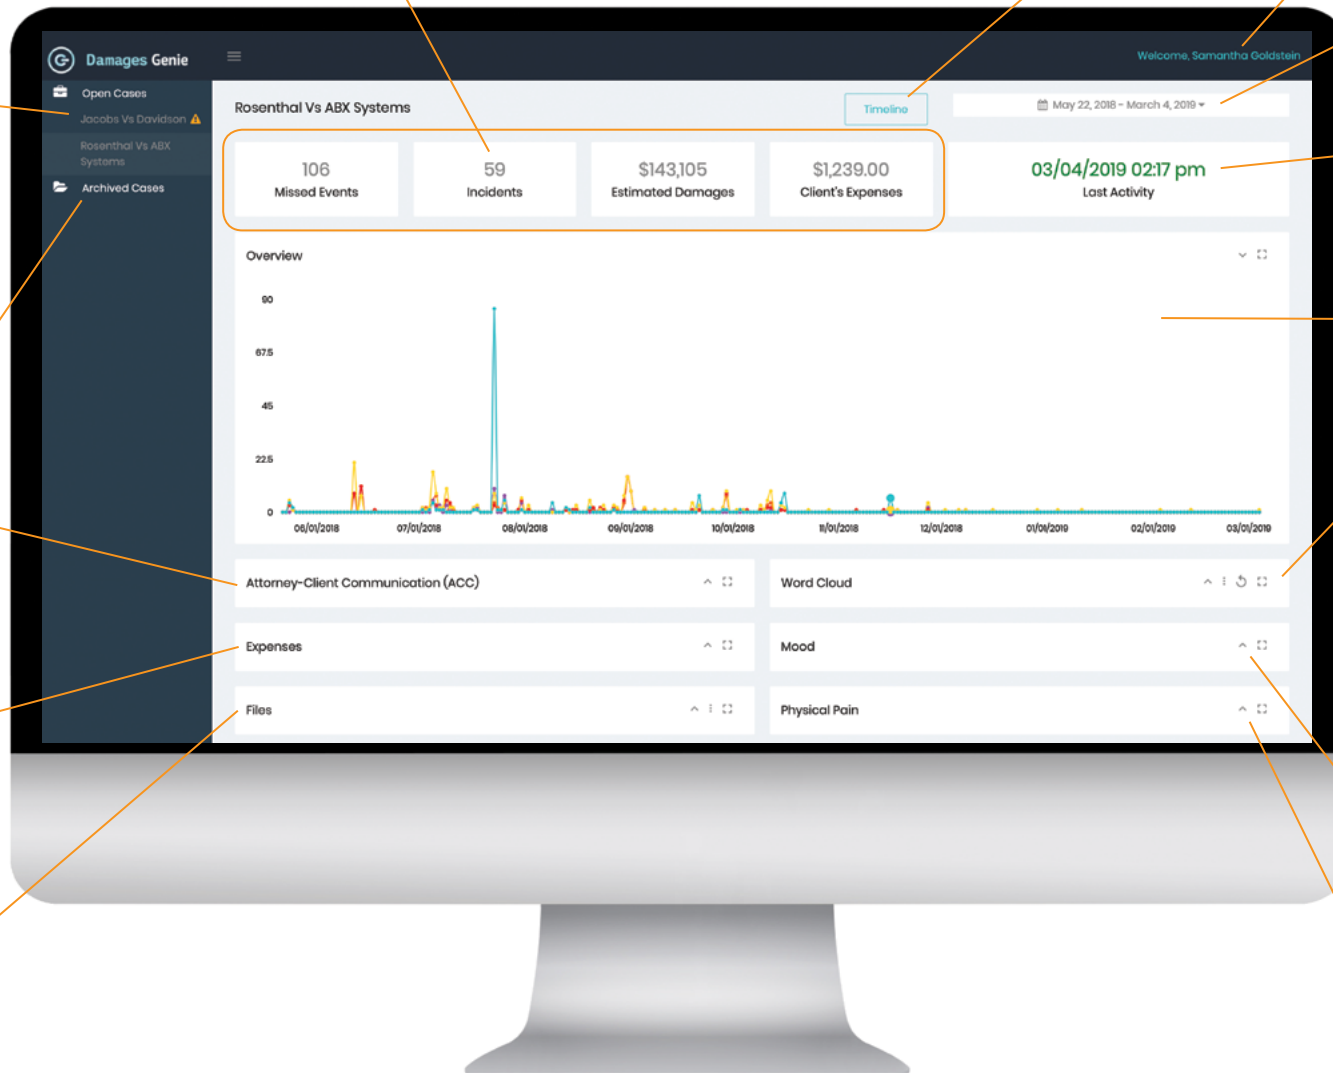 Damages Genie
Welcome, Samantha Goldstein
Open Cases
Jacobs Vs Davidson
Rosenthal Vs ABX
Systems
Archived Cases
Rosenthal Vs ABX Systems
Timeline
May 22, 2018 - March 4, 2019
106
Missed Events
59
Incidents
$143,105
Estimated Damages
$1,239.00
Client's Expenses
03/04/2019 02:17 pm
Last Activity
Overview
90
67.5
45
22.5
0
06/01/2018 07/01/2018 08/01/2018 09/01/2018 10/01/2018 11/01/2018 12/01/2018 01/01/2019 02/01/2019 03/01/2019
Attorney-Client Communication (ACC)
Word Cloud
Expenses
Mood
Files
Physical Pain